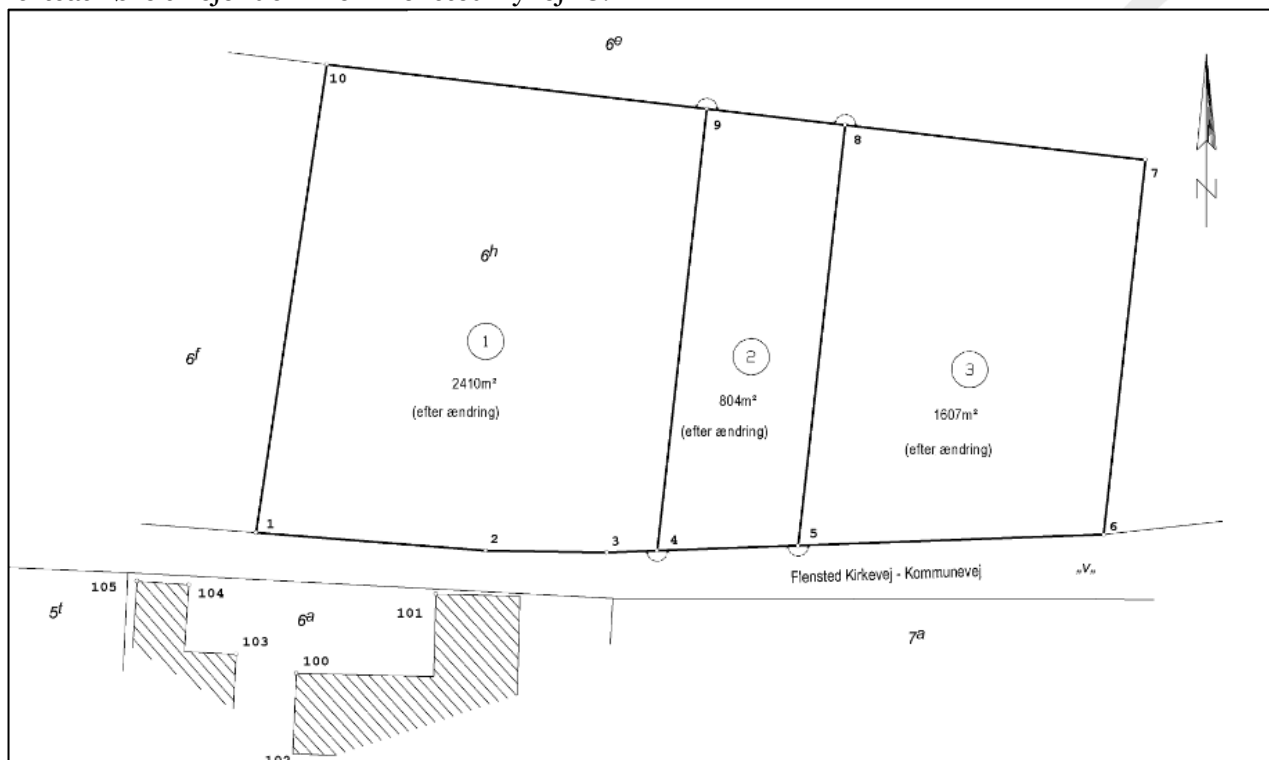 6e
10
9
8
7
N
6h
6f
1
2
3
2410m²
(efter ændring)
804m²
(efter ændring)
1607m²
(efter ændring)
1
2
3
4
5
6
Flensted Kirkevej - Kommunevej
„v„
105
104
101
5t
6a
103
100
7a